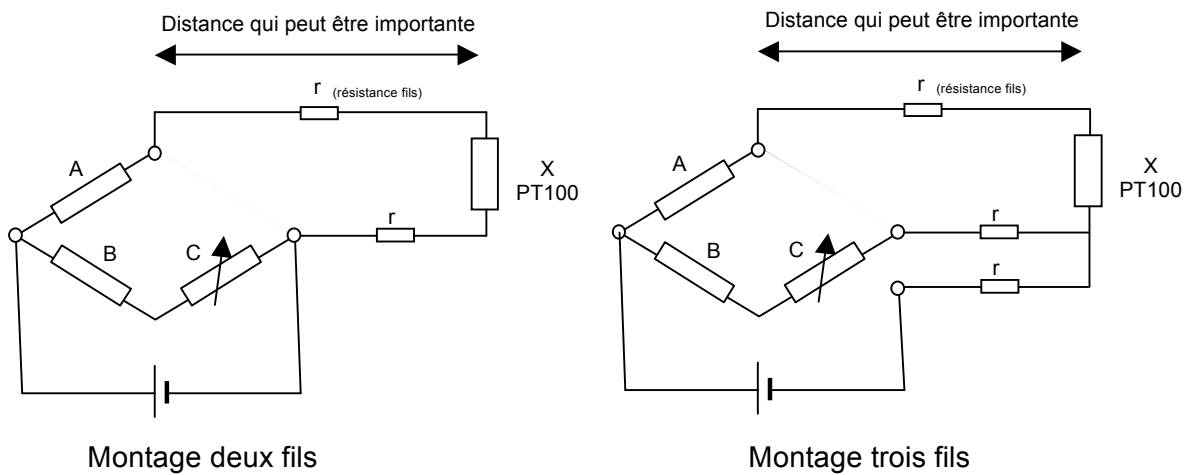 Distance qui peut être importante
r (résistance fils)
A
X
PT100
r
B
C
Montage deux fils
Distance qui peut être importante
r (résistance fils)
A
X
PT100
r
B
C
r
Montage trois fils